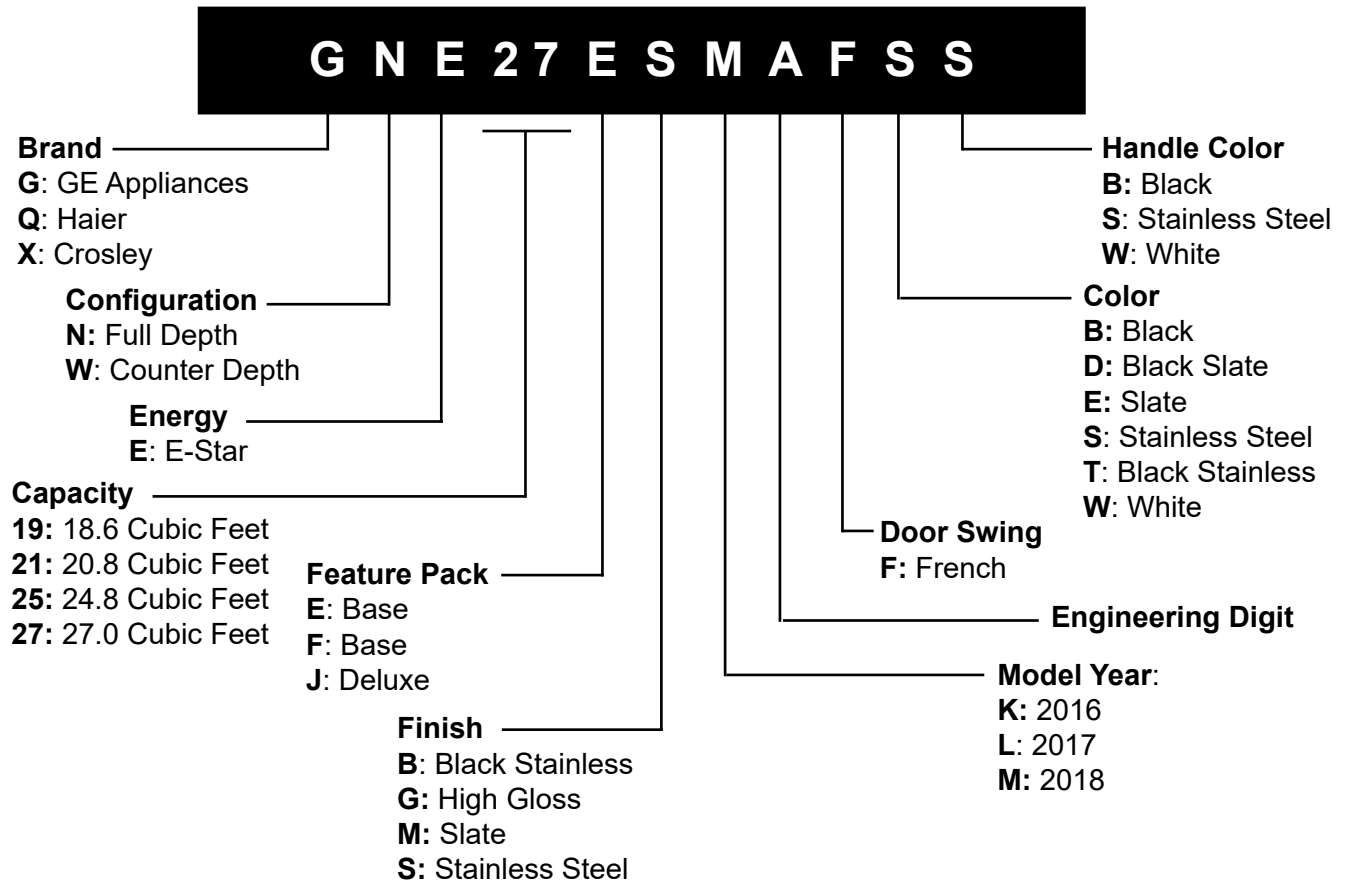 G N E 2 7 E S M A F S S
Brand
G: GE Appliances
Q: Haier
X: Crosley
Configuration
N: Full Depth
W: Counter Depth
Energy
E: E-Star
Capacity
19: 18.6 Cubic Feet
21: 20.8 Cubic Feet
25: 24.8 Cubic Feet
27: 27.0 Cubic Feet
Feature Pack
E: Base
F: Base
J: Deluxe
Finish
B: Black Stainless
G: High Gloss
M: Slate
S: Stainless Steel
Handle Color
B: Black
S: Stainless Steel
W: White
Color
B: Black
D: Black Slate
E: Slate
S: Stainless Steel
T: Black Stainless
W: White
Door Swing
F: French
Engineering Digit
Model Year:
K: 2016
L: 2017
M: 2018